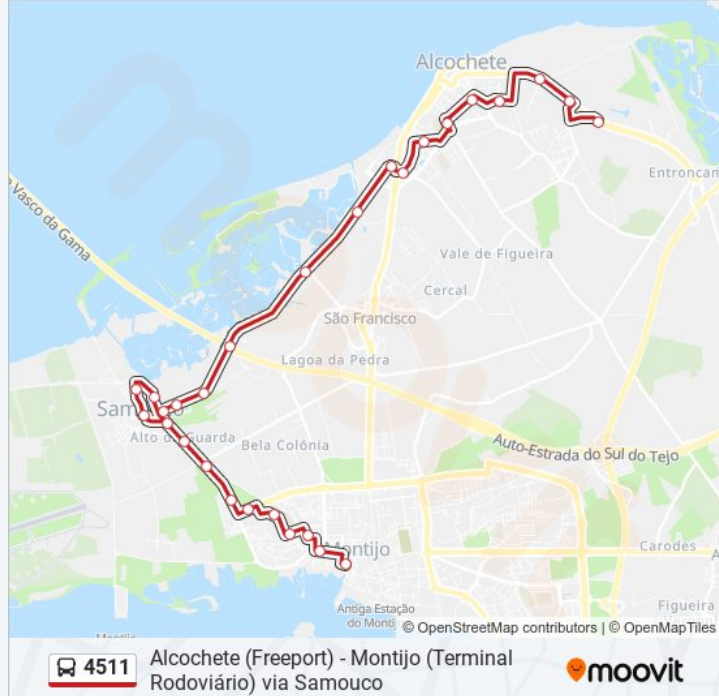 Alcochete
Entroncam
Vasco da Gama
Vale de Figueira
Cercal
São Francisco
Lagoa da Pedra
Alto da Guarda
Bela Colónia
Auto-Estrada do Sul do Tejo
Montijo
Carodes
Antiga Estação
do Montijo
Figueira
© OpenStreetMap contributors | © OpenMapTiles
4511
Alcochete (Freeport) - Montijo (Terminal
Rodoviário) via Samouco
moovit